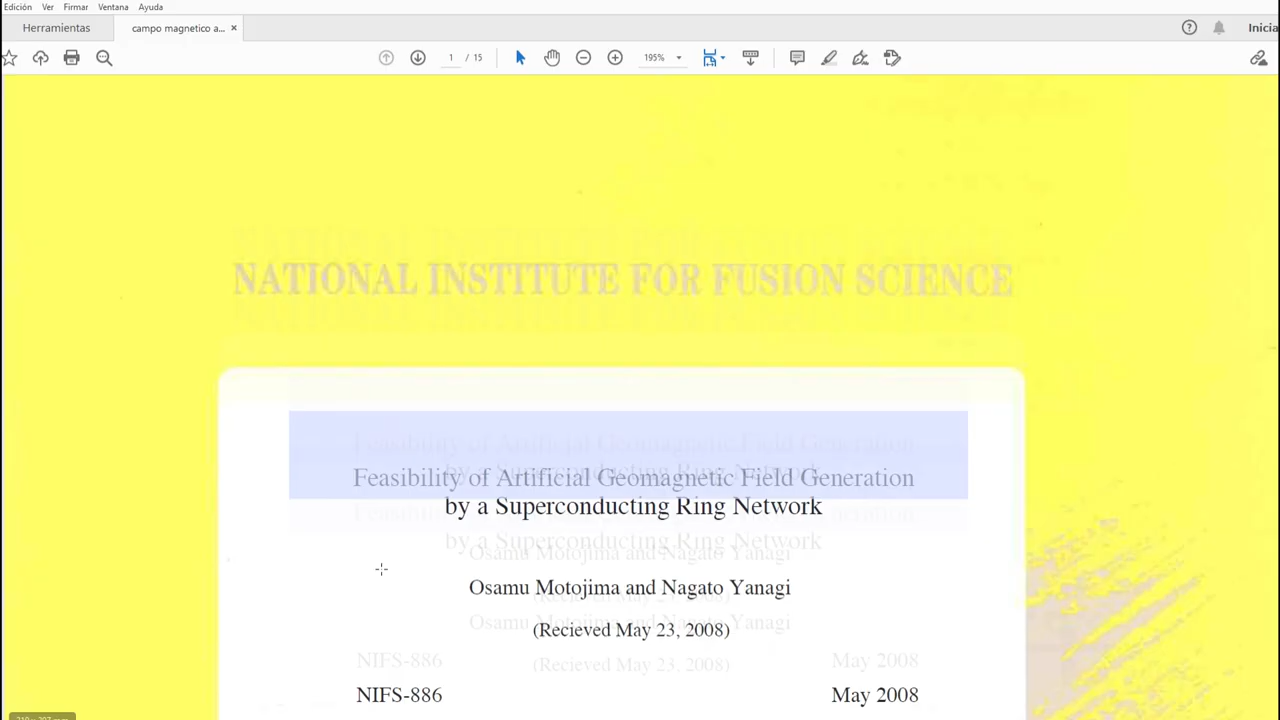 Edición Ver Firmar Ventana Ayuda
Herramientas campo magnetico a... × Inicia
1 / 15 195%
NATIONAL INSTITUTE FOR FUSION SCIENCE
Feasibility of Artificial Geomagnetic Field Generation
by a Superconducting Ring Network
Osamu Motojima and Nagato Yanagi
(Recieved May 23, 2008)
NIFS-886 May 2008